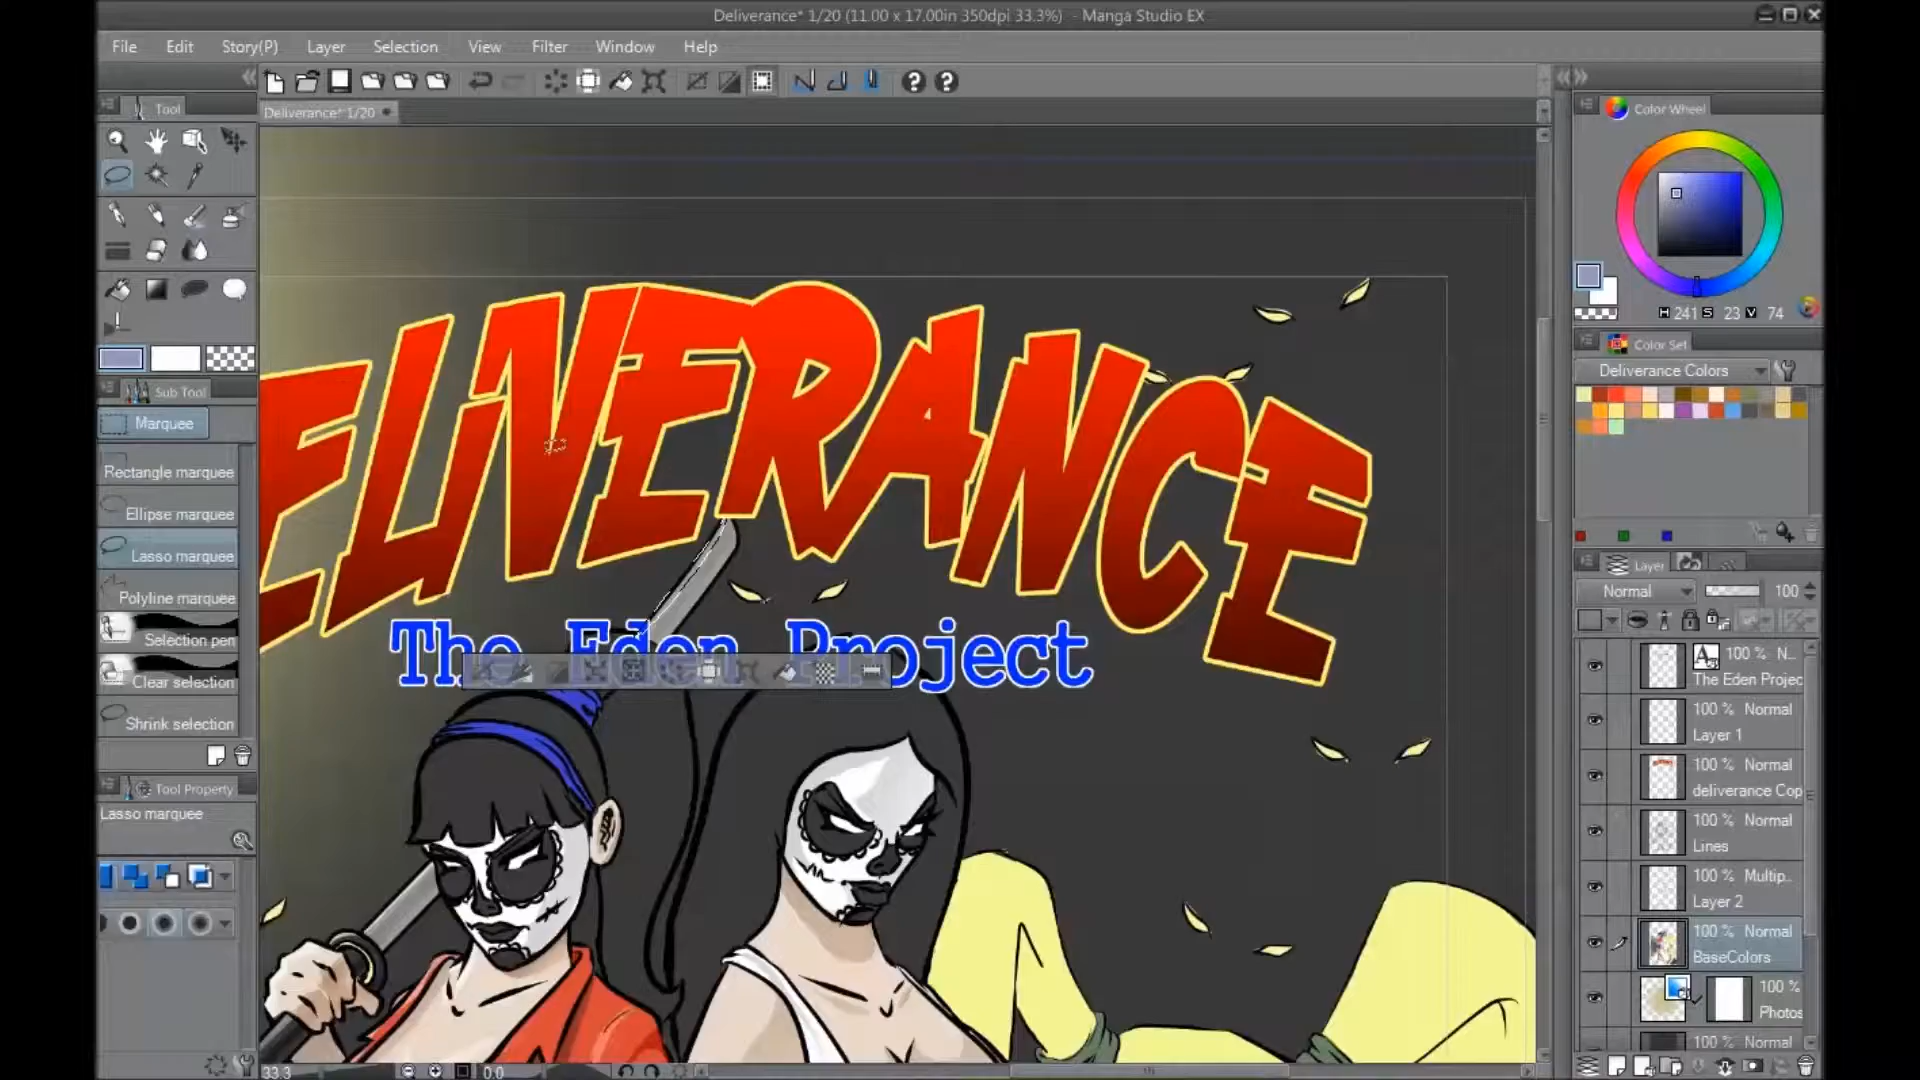 Deliverance* 1/20 (11.00 x 17.00in 350dpi 33.3%) - Manga Studio EX
File Edit Story(P) Layer Selection View Filter Window Help
Tool
Deliverance* 1/20
Color Wheel
H 241 S 23 V 74
Color Set
Deliverance Colors
Sub Tool
Marquee
Rectangle marquee
Ellipse marquee
Lasso marquee
Polyline marquee
Selection pen
Clear selection
Shrink selection
Tool Property
Lasso marquee
ELIVERANCE
The Eden Project
Layer
Normal 100
100 % N...
The Eden Projec
100 % Normal
Layer 1
100 % Normal
deliverance Cop
100 % Normal
Lines
100 % Multip...
Layer 2
100 % Normal
BaseColors
100 %
Photos
100 % Normal
33.3 0.0